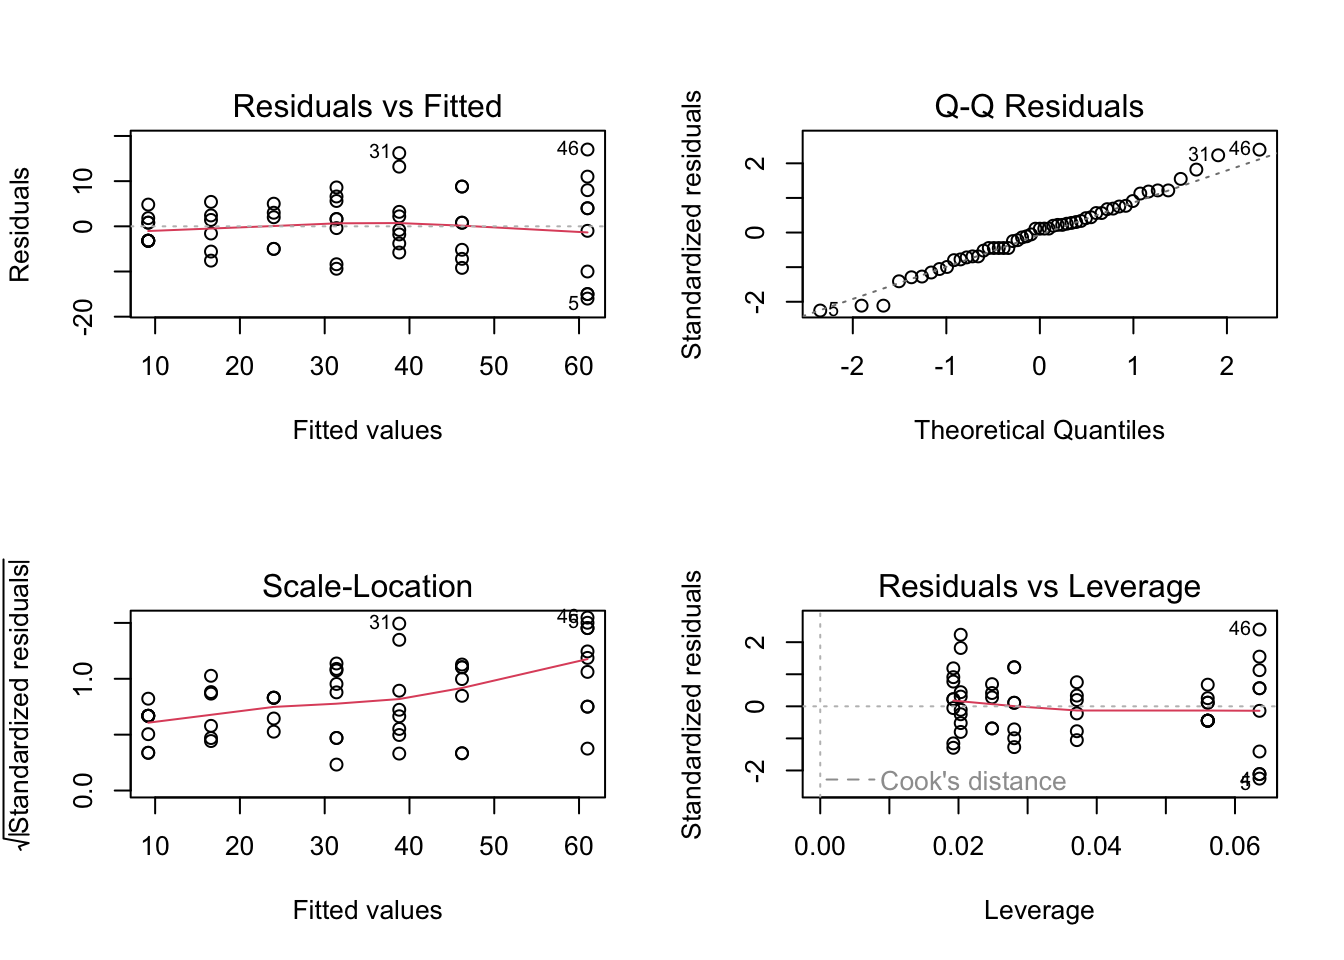 Residuals vs Fitted
Residuals
-20
0
10
31
46
5
10 20 30 40 50 60
Fitted values
Q-Q Residuals
Standardized residuals
-2
0
2
31
46
5
-2 -1 0 1 2
Theoretical Quantiles
Scale-Location
√|Standardized residuals|
0.0
1.0
31
46
5
10 20 30 40 50 60
Fitted values
Residuals vs Leverage
Standardized residuals
-2
0
2
46
5
Cook's distance
0.00 0.02 0.04 0.06
Leverage